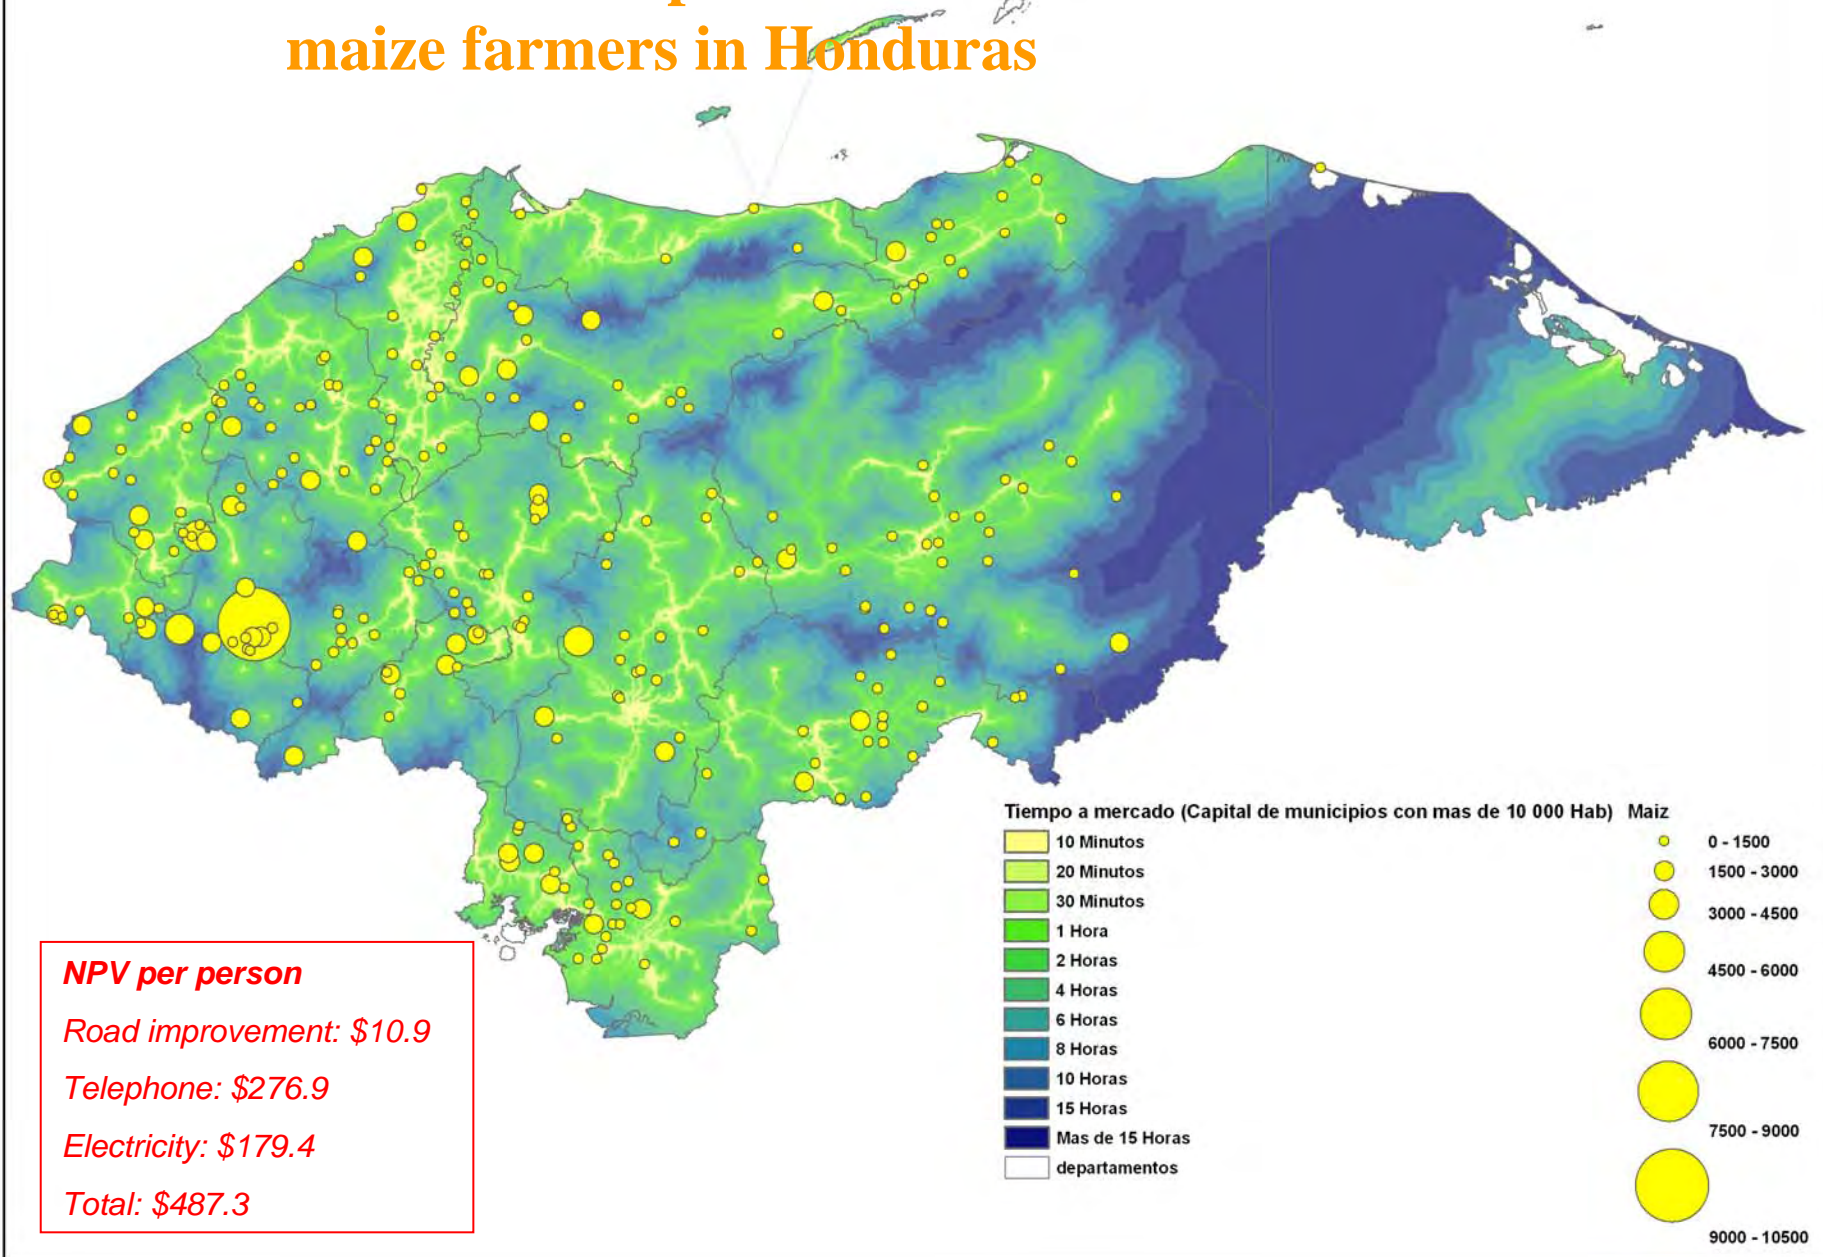 maize farmers in Honduras
Tiempo a mercado (Capital de municipios con mas de 10 000 Hab)
10 Minutos
20 Minutos
30 Minutos
1 Hora
2 Horas
4 Horas
6 Horas
8 Horas
10 Horas
15 Horas
Mas de 15 Horas
departamentos
Maiz
0 - 1500
1500 - 3000
3000 - 4500
4500 - 6000
6000 - 7500
7500 - 9000
9000 - 10500
NPV per person
Road improvement: $10.9
Telephone: $276.9
Electricity: $179.4
Total: $487.3